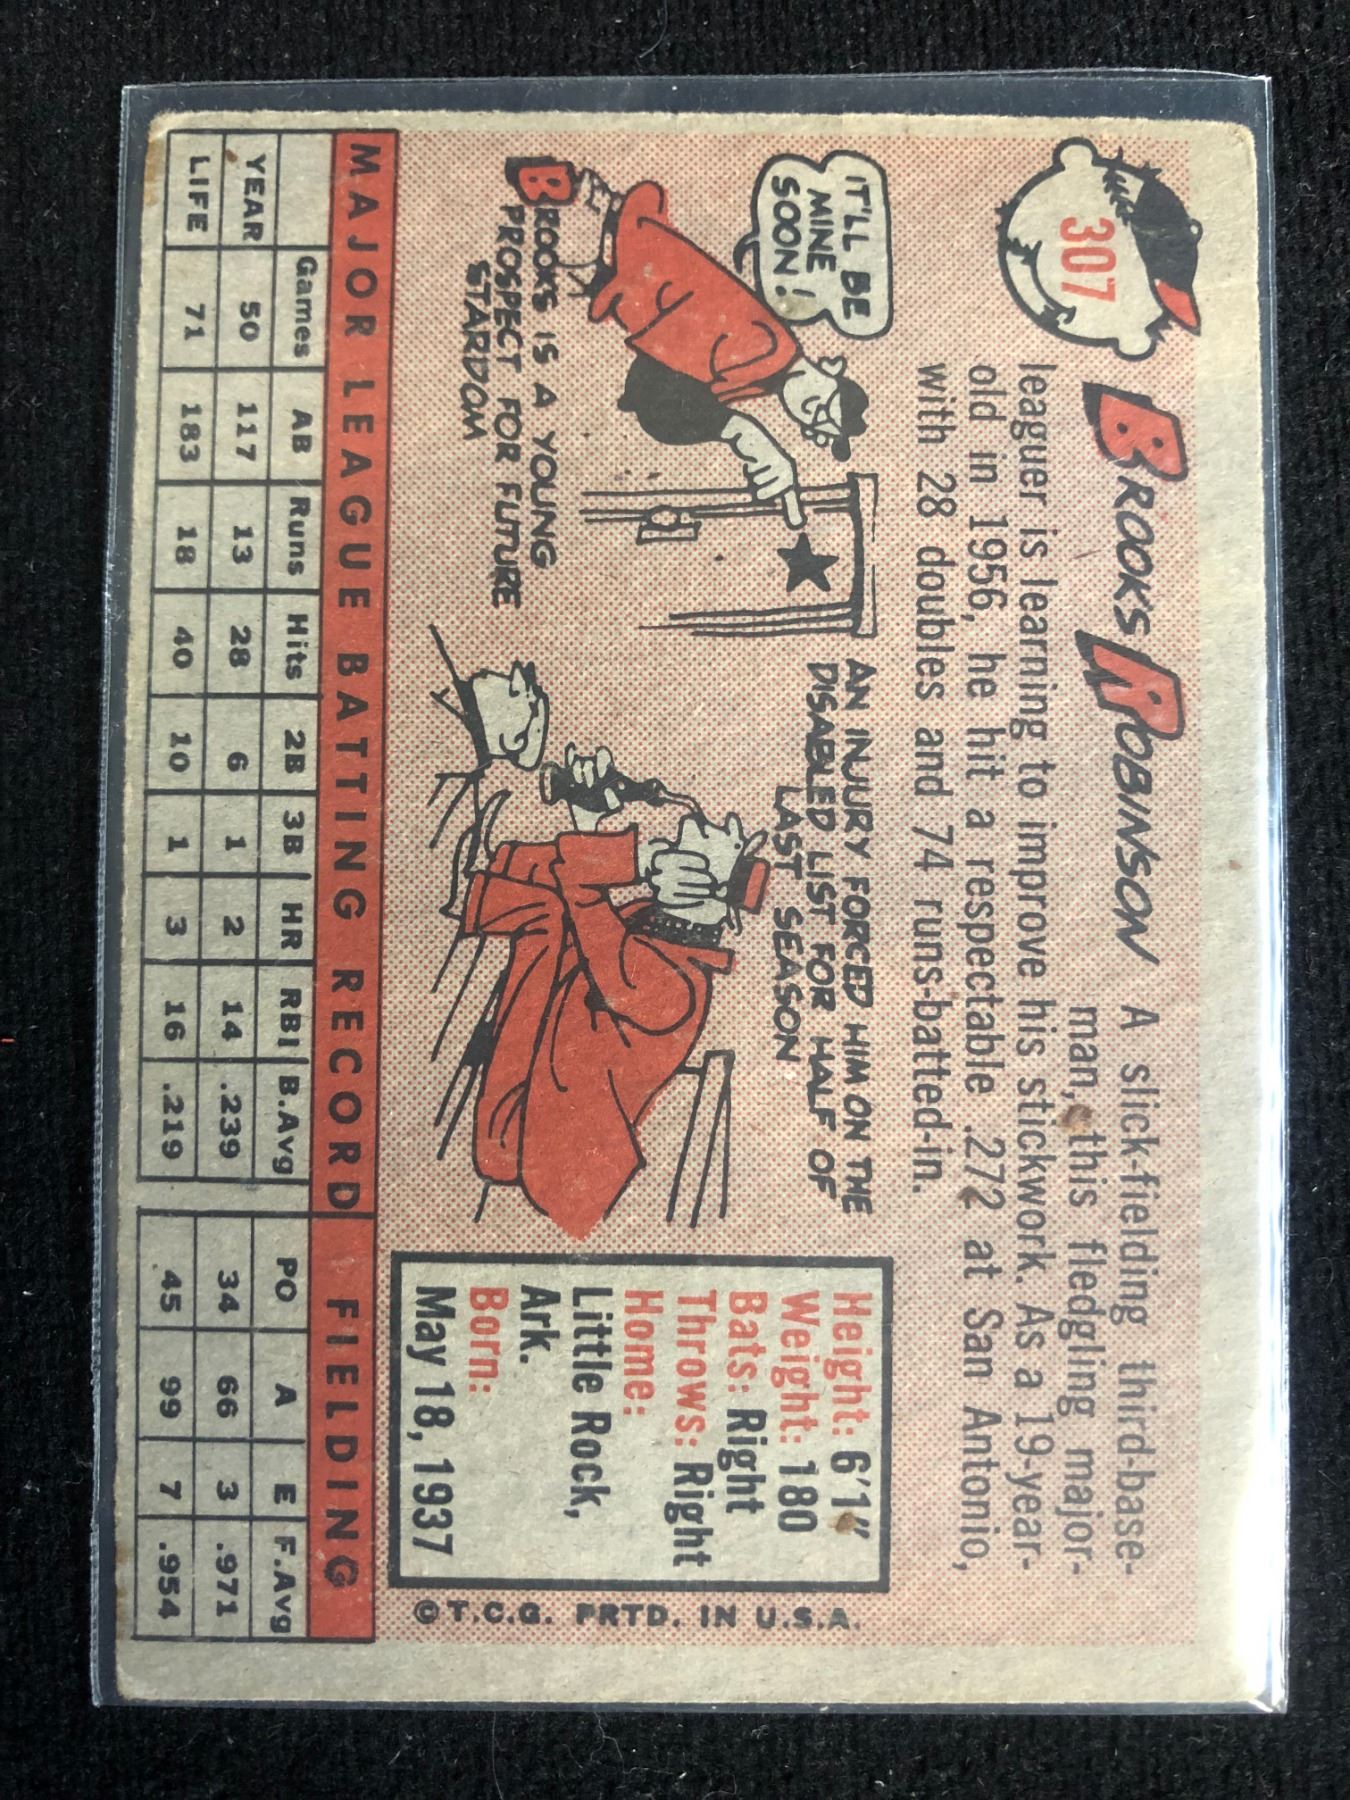 307
BROOKS ROBINSON
A slick-fielding third-base-
man, this fledgling major-
leaguer is learning to improve his stickwork. As a 19-year-
old in 1956, he hit a respectable .272 at San Antonio,
with 28 doubles and 74 runs-batted-in.
IT'LL BE
MINE
SOON!
BROOKS IS A YOUNG
PROSPECT FOR FUTURE
STARDOM
AN INJURY FORCED HIM ON THE
DISABLED LIST FOR HALF OF
LAST SEASON
Height: 6'1"
Weight: 180
Bats: Right
Throws: Right
Home:
Little Rock,
Ark.
Born:
May 18, 1937
©T.C.G. PRTD. IN U.S.A.
MAJOR LEAGUE BATTING RECORD FIELDING
Games AB Runs Hits 2B 3B HR RBI B.Avg PO A E F.Avg
YEAR 50 117 13 28 6 1 2 14 .239 34 66 3 .971
LIFE 71 183 18 40 10 1 3 16 .219 45 99 7 .954